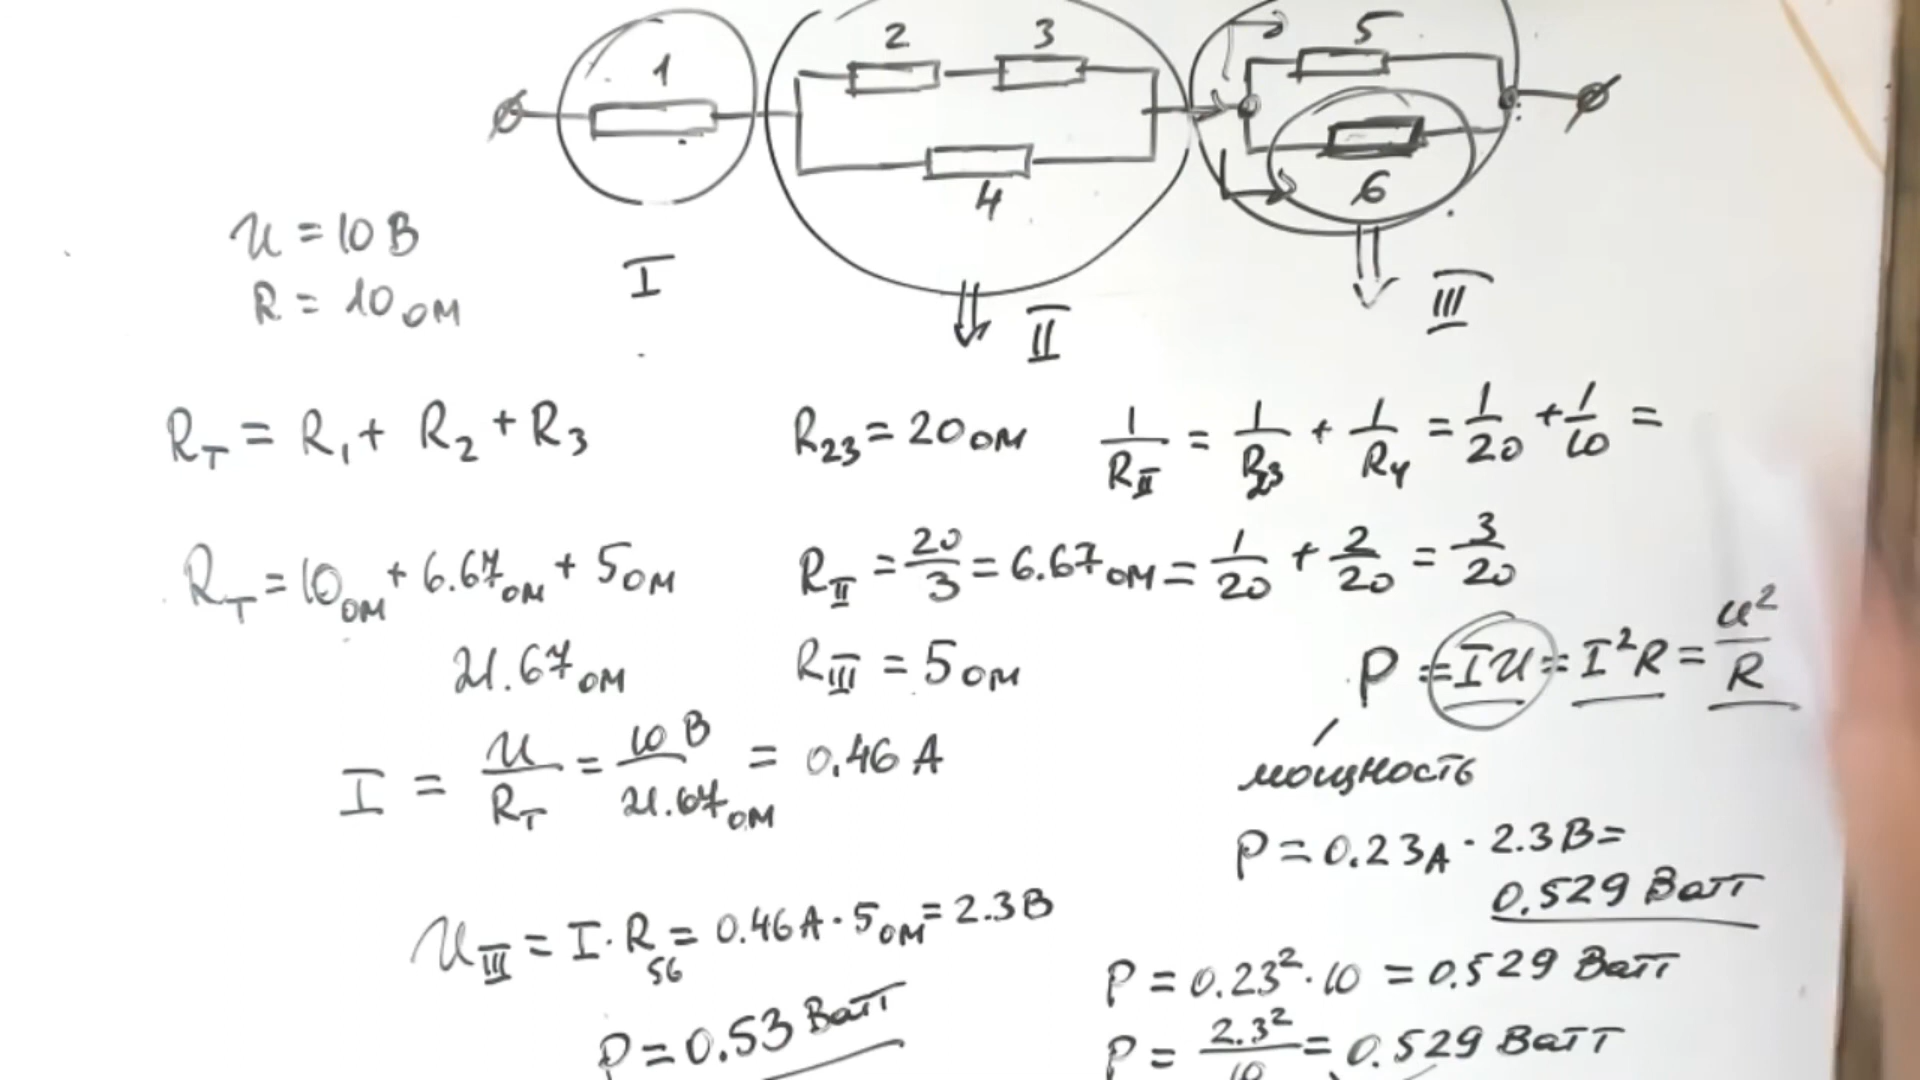 1 2 3 5
4 6
U = 10 В
R = 10 ом
I II III
R_T = R_1 + R_2 + R_3
R_23 = 20 ом
1/R_II = 1/R_23 + 1/R_4 = 1/20 + 1/10 =
R_T = 10 ом + 6.67 ом + 5 ом
R_II = 20/3 = 6.67 ом = 1/20 + 2/20 = 3/20
21.67 ом
R_III = 5 ом
P = IU = I²R = U²/R
мощность
I = U/R_T = 10 В/21.67 ом = 0.46 А
P = 0.23 А · 2.3 В =
0.529 Ватт
U_III = I · R_56 = 0.46 А · 5 ом = 2.3 В
P = 0.23² · 10 = 0.529 Ватт
P = 0.53 Ватт
P = 2.3²/10 = 0.529 Ватт